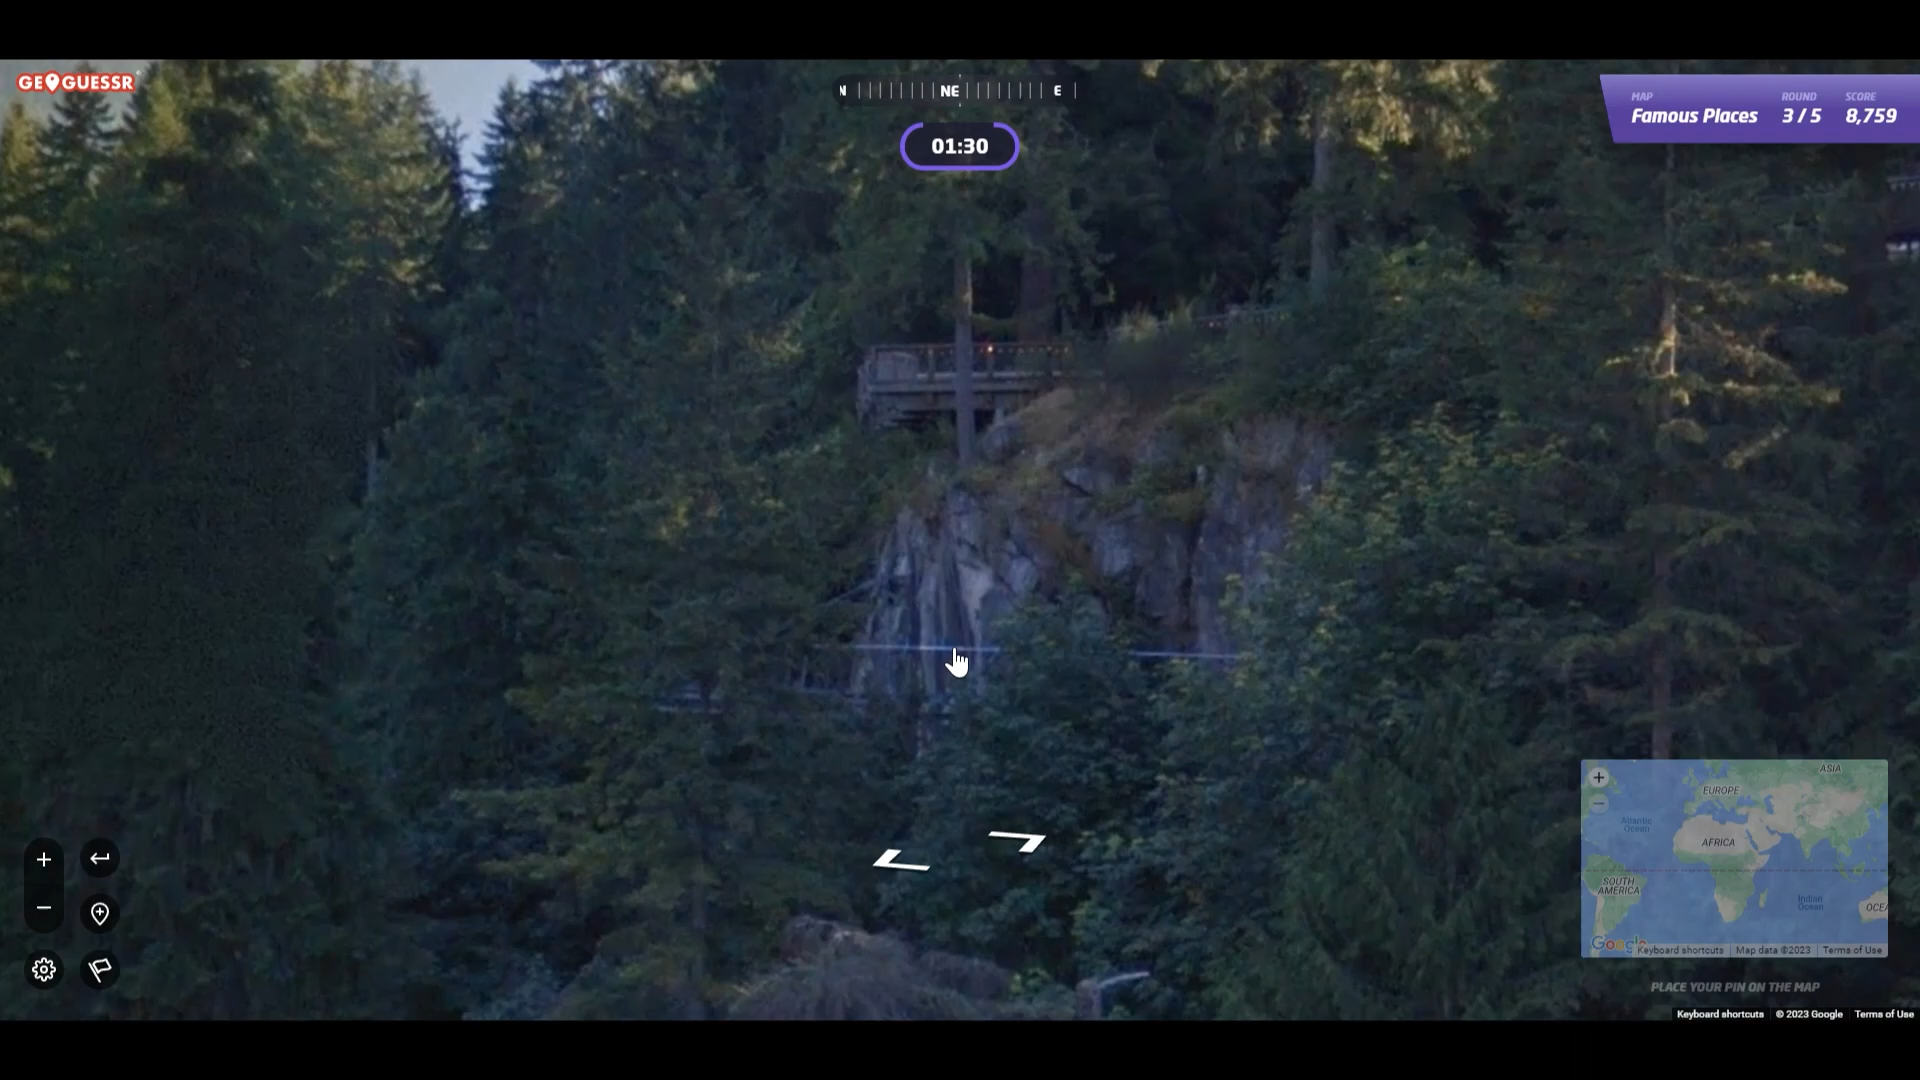 GEOGUESSR
N NE E
01:30
MAP ROUND SCORE
Famous Places 3 / 5 8,759
ASIA
EUROPE
Atlantic
Ocean
AFRICA
SOUTH
AMERICA
Indian
Ocean
OCEA
Google
Keyboard shortcuts Map data ©2023 Terms of Use
PLACE YOUR PIN ON THE MAP
Keyboard shortcuts © 2023 Google Terms of Use